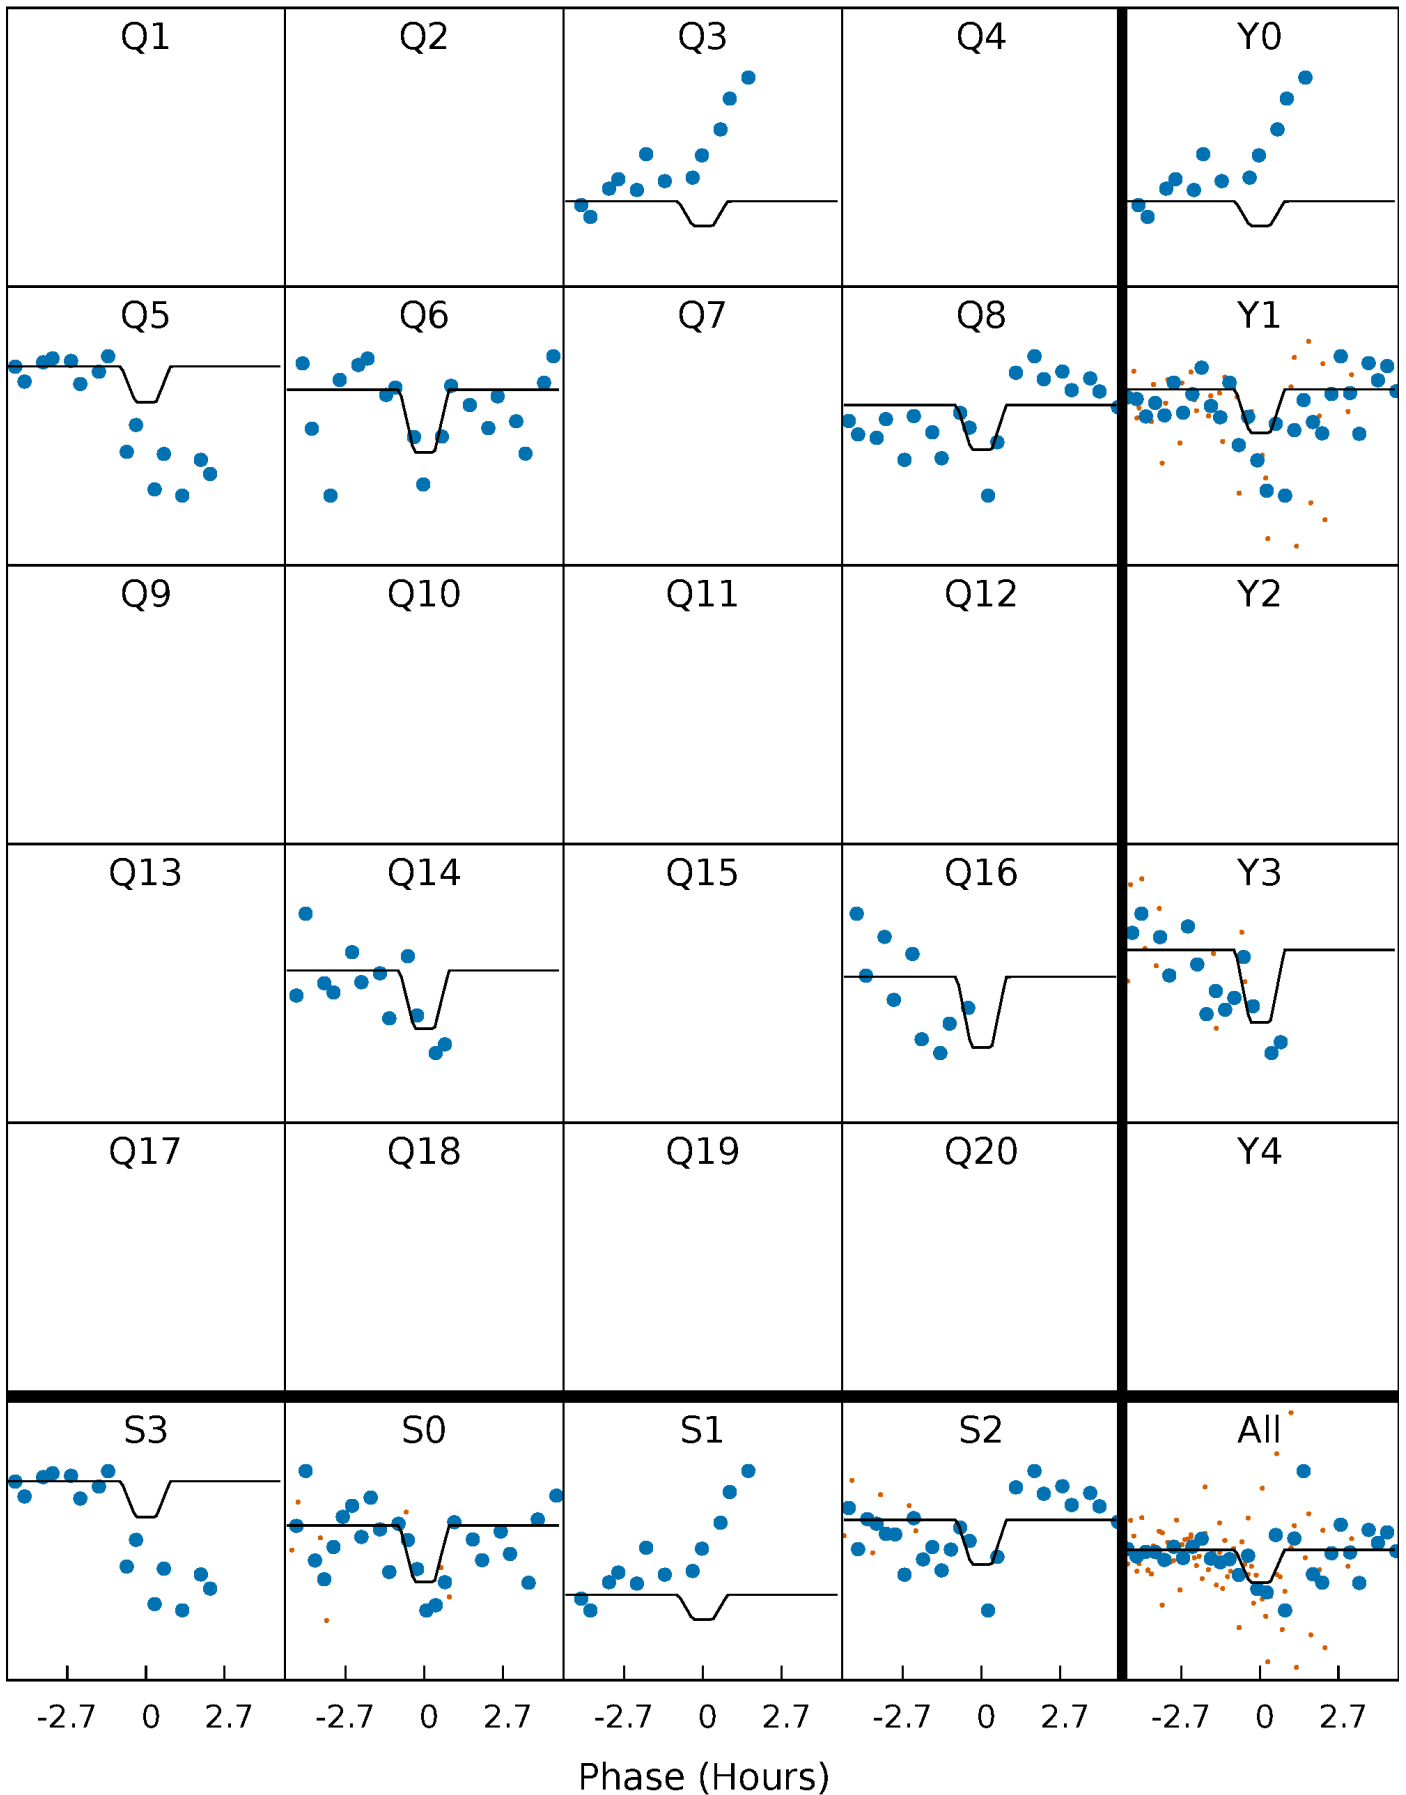 Q1 Q2 Q3 Q4 Y0
Q5 Q6 Q7 Q8 Y1
Q9 Q10 Q11 Q12 Y2
Q13 Q14 Q15 Q16 Y3
Q17 Q18 Q19 Q20 Y4
S3 S0 S1 S2 All
-2.7 0 2.7 -2.7 0 2.7 -2.7 0 2.7 -2.7 0 2.7 -2.7 0 2.7
Phase (Hours)